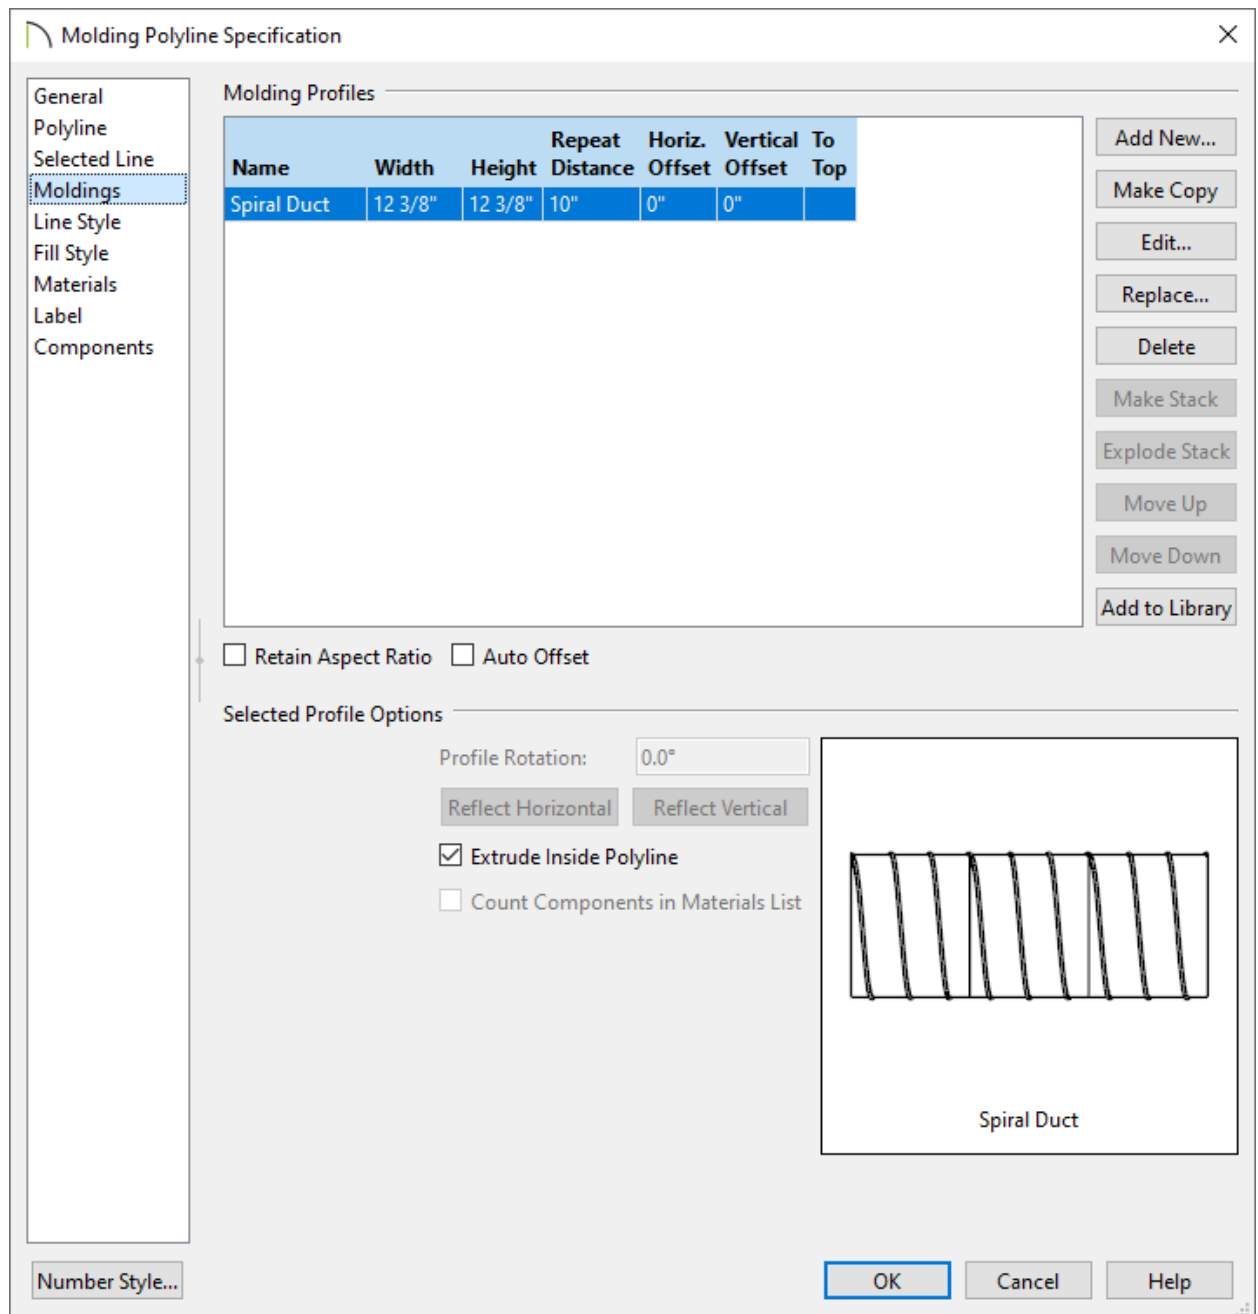 Molding Polyline Specification
General
Polyline
Selected Line
Moldings
Line Style
Fill Style
Materials
Label
Components
Molding Profiles
Name Width Height Repeat Distance Horiz. Offset Vertical Offset To Top
Spiral Duct 12 3/8" 12 3/8" 10" 0" 0"
Add New...
Make Copy
Edit...
Replace...
Delete
Make Stack
Explode Stack
Move Up
Move Down
Add to Library
Retain Aspect Ratio Auto Offset
Selected Profile Options
Profile Rotation: 0.0°
Reflect Horizontal Reflect Vertical
Extrude Inside Polyline
Count Components in Materials List
Spiral Duct
Number Style... OK Cancel Help